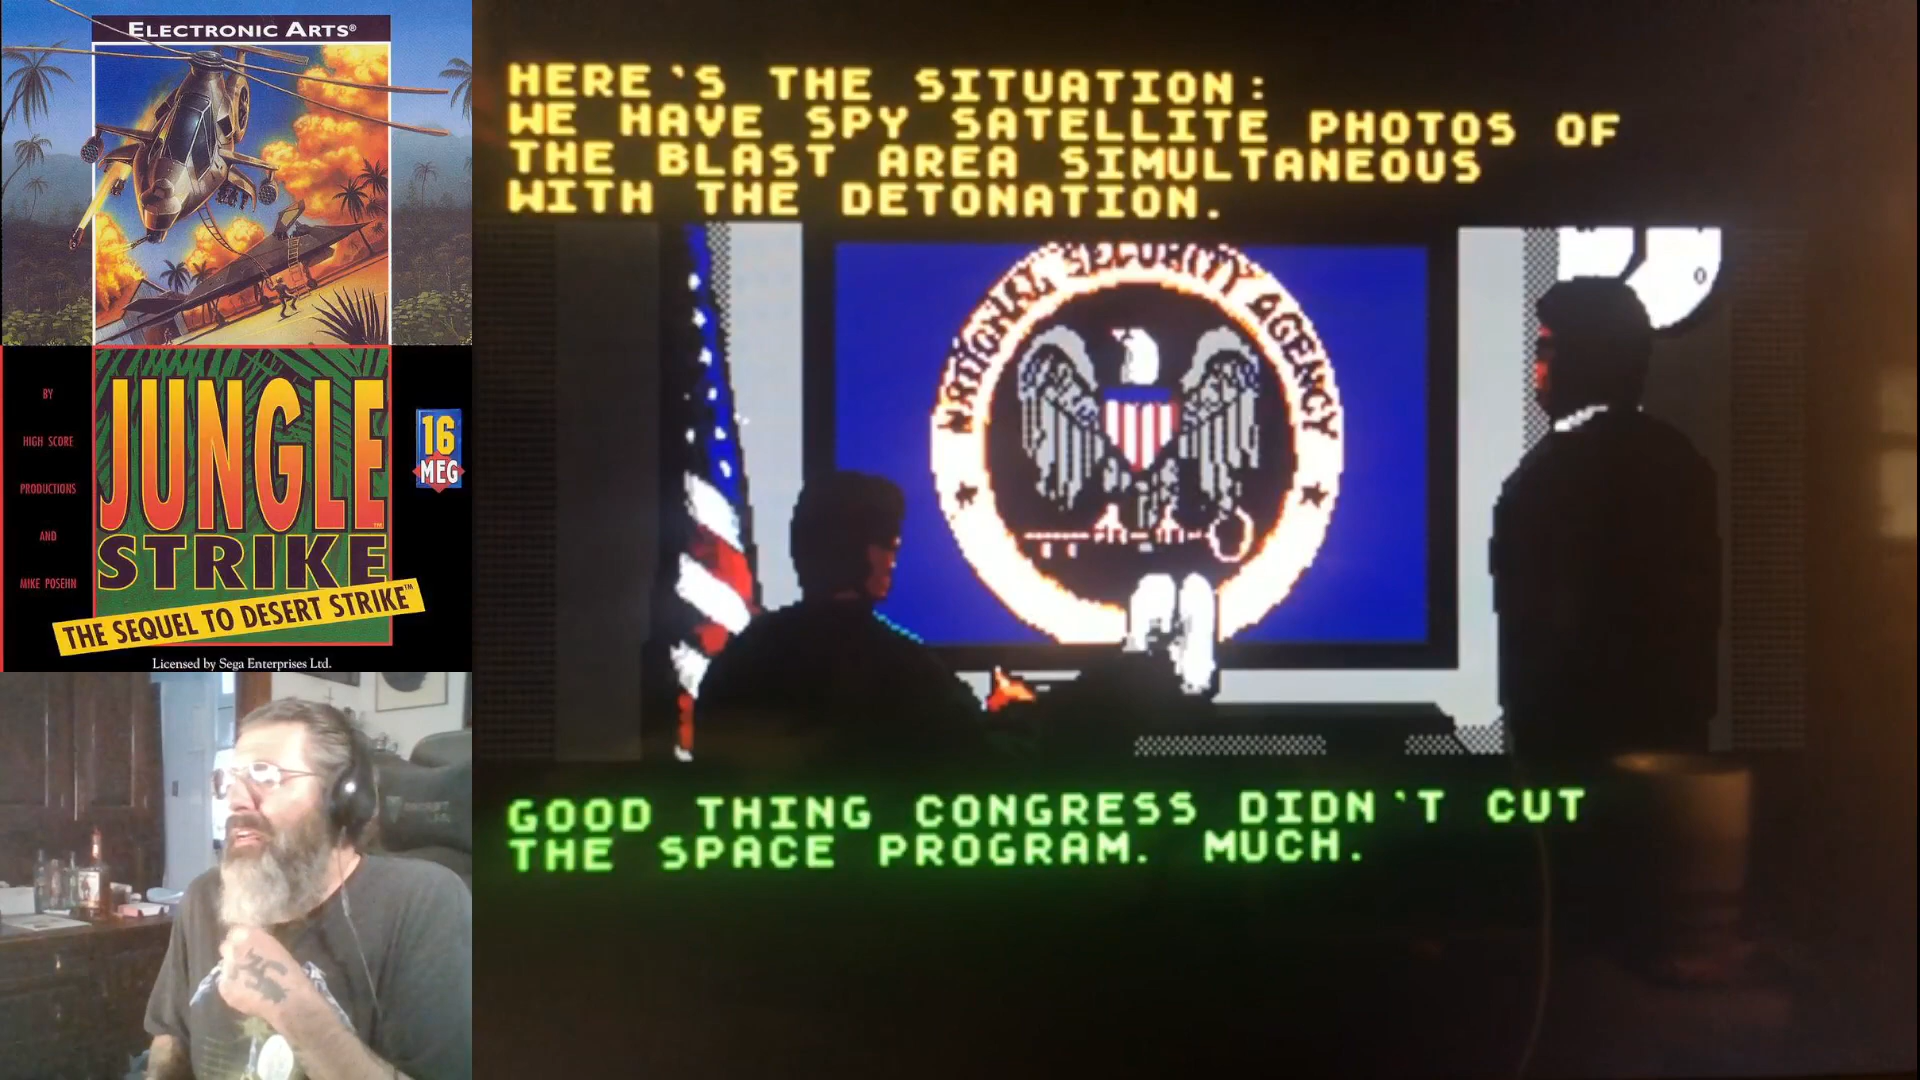 ELECTRONIC ARTS®
BY
HIGH SCORE
PRODUCTIONS
AND
MIKE POSEHN
JUNGLE™
STRIKE
16
MEG
THE SEQUEL TO DESERT STRIKE™
Licensed by Sega Enterprises Ltd.
HERE'S THE SITUATION:
WE HAVE SPY SATELLITE PHOTOS OF
THE BLAST AREA SIMULTANEOUS
WITH THE DETONATION.
NATIONAL SECURITY AGENCY
GOOD THING CONGRESS DIDN'T CUT
THE SPACE PROGRAM. MUCH.